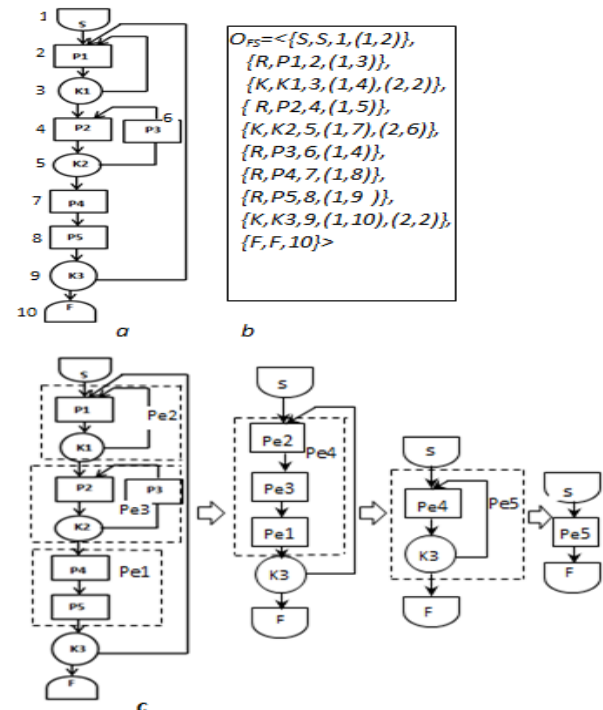 1 S
2 P1
3 K1
4 P2 P3 6
5 K2
7 P4
8 P5
9 K3
10 F
a
O_FS=<{S,S,1,(1,2)},
{R,P1,2,(1,3)},
{K,K1,3,(1,4),(2,2)},
{ R,P2,4,(1,5)},
{K,K2,5,(1,7),(2,6)},
{R,P3,6,(1,4)},
{R,P4,7,(1,8)},
{R,P5,8,(1,9 )},
{K,K3,9,(1,10),(2,2)},
{F,F,10}>
b
S
P1 Pe2
K1
P2 P3
Pe3
K2
P4 Pe1
P5
K3
F
S
Pe2 Pe4
Pe3
Pe1
K3
F
S
Pe4 Pe5
K3
F
S
Pe5
F
c